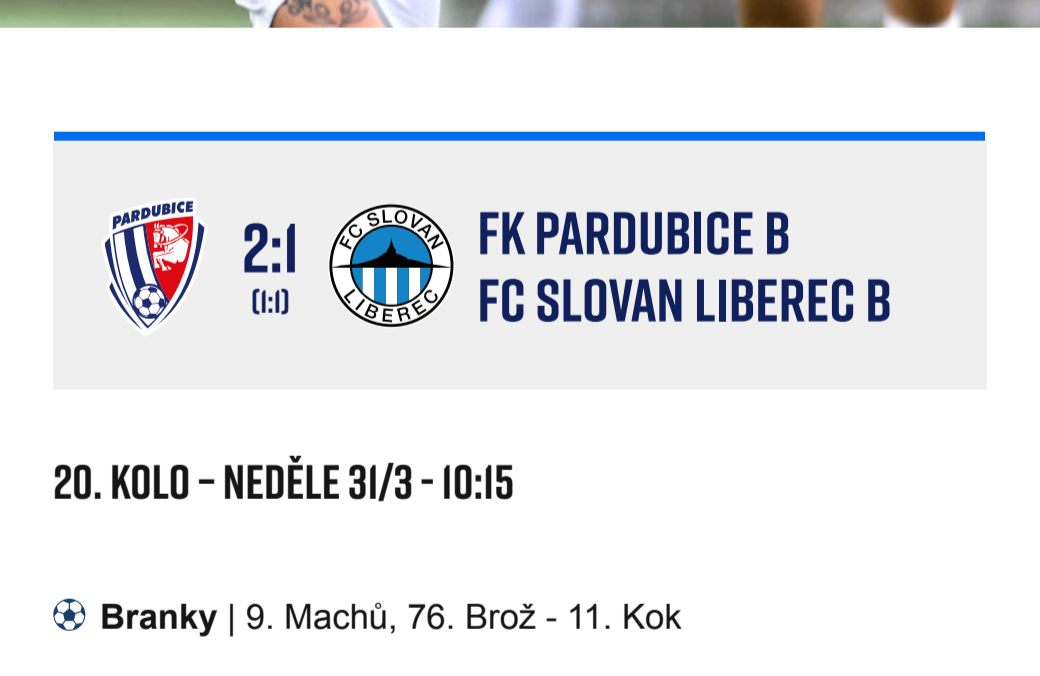 PARDUBICE
2:1
(1:1)
FC SLOVAN
LIBEREC
FK PARDUBICE B
FC SLOVAN LIBEREC B
20. KOLO – NEDĚLE 31/3 - 10:15
Branky | 9. Machů, 76. Brož - 11. Kok